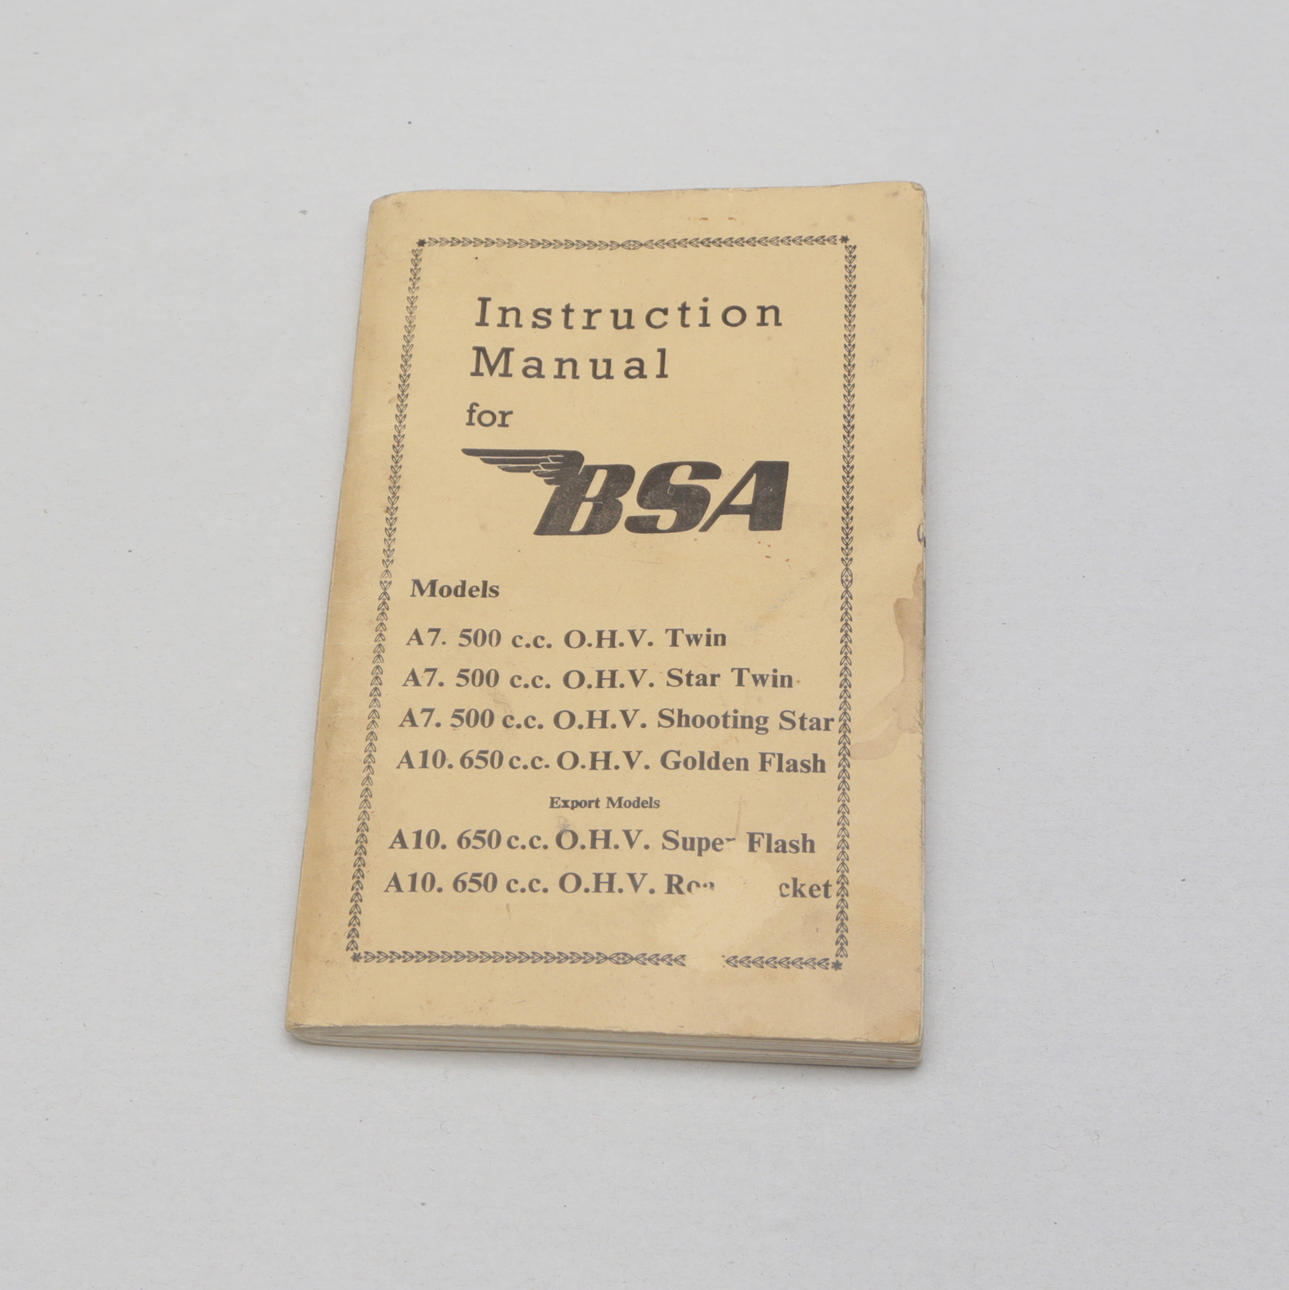 Instruction
Manual
for
BSA
Models
A7. 500 c.c. O.H.V. Twin
A7. 500 c.c. O.H.V. Star Twin
A7. 500 c.c. O.H.V. Shooting Star
A10. 650 c.c. O.H.V. Golden Flash
Export Models
A10. 650 c.c. O.H.V. Super Flash
A10. 650 c.c. O.H.V.